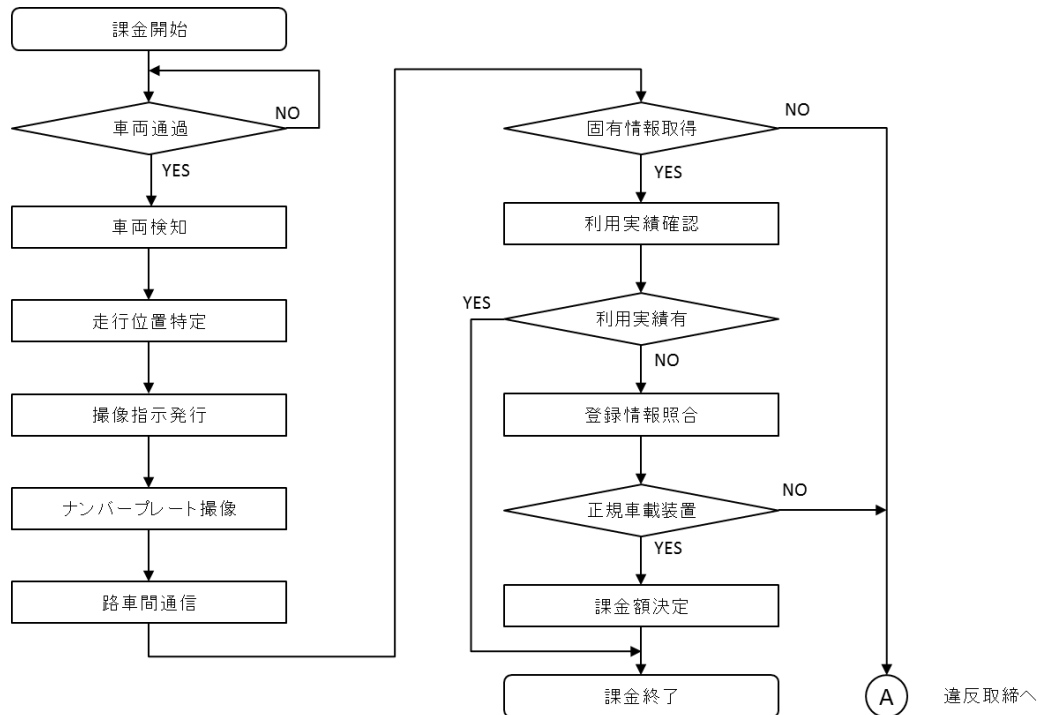 課金開始
車両通過
NO
YES
車両検知
走行位置特定
撮像指示発行
ナンバープレート撮像
路車間通信
固有情報取得
NO
YES
利用実績確認
YES
利用実績有
NO
登録情報照合
正規車載装置
NO
YES
課金額決定
課金終了
A
違反取締へ